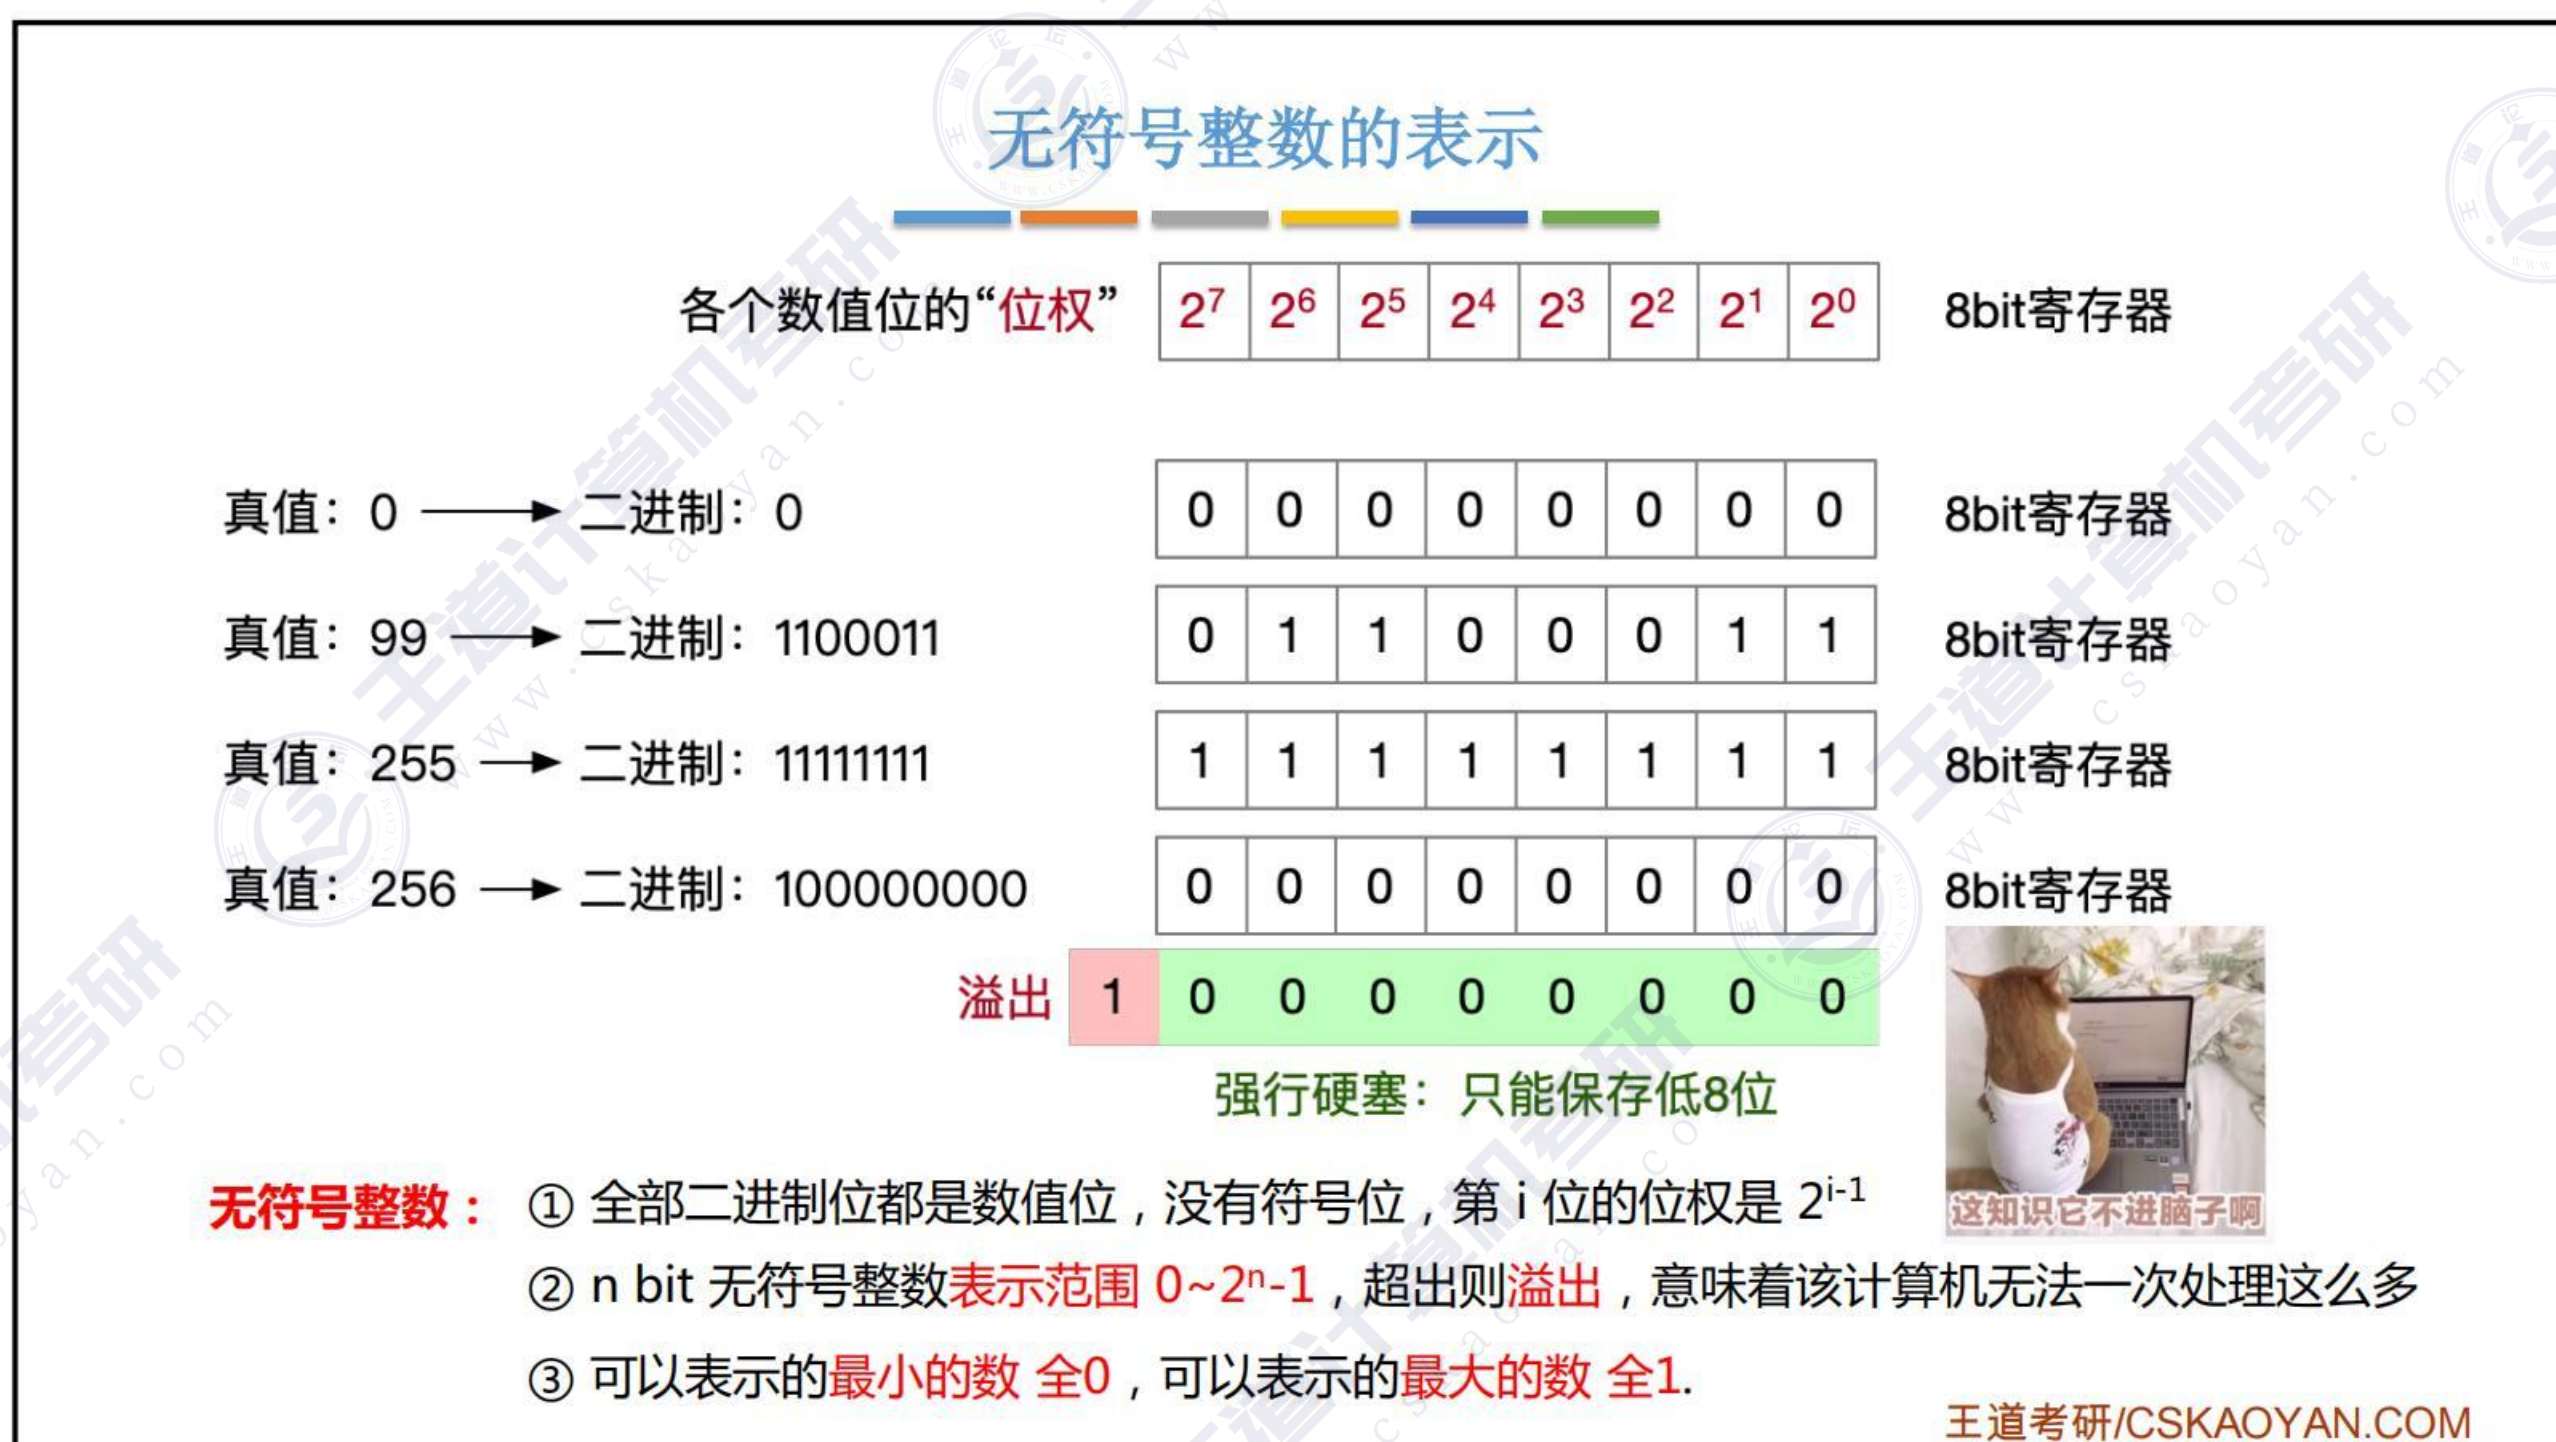 无符号整数的表示
各个数值位的“位权” 2⁷ 2⁶ 2⁵ 2⁴ 2³ 2² 2¹ 2⁰ 8bit寄存器
真值：0 二进制：0 0 0 0 0 0 0 0 0 8bit寄存器
真值：99 二进制：1100011 0 1 1 0 0 0 1 1 8bit寄存器
真值：255 二进制：11111111 1 1 1 1 1 1 1 1 8bit寄存器
真值：256 二进制：100000000 0 0 0 0 0 0 0 0 8bit寄存器
溢出 1 0 0 0 0 0 0 0 0
强行硬塞：只能保存低8位
这知识它不进脑子啊
无符号整数： ① 全部二进制位都是数值位，没有符号位，第 i 位的位权是 2ⁱ⁻¹
② n bit 无符号整数表示范围 0~2ⁿ-1，超出则溢出，意味着该计算机无法一次处理这么多
③ 可以表示的最小的数 全0，可以表示的最大的数 全1.
王道考研/CSKAOYAN.COM
王道计算机考研
www.cskaoyan.com